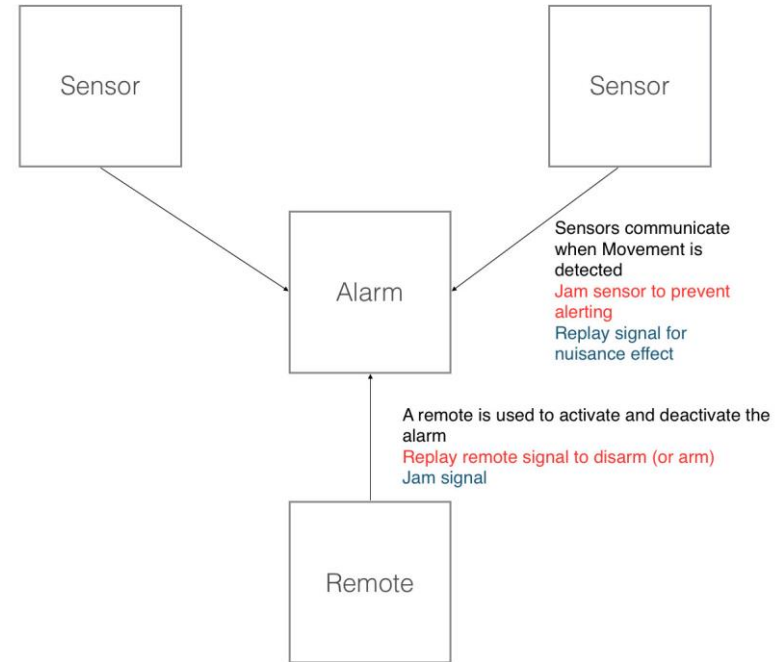 Sensor
Sensor
Alarm
Sensors communicate
when Movement is
detected
Jam sensor to prevent
alerting
Replay signal for
nuisance effect
A remote is used to activate and deactivate the
alarm
Replay remote signal to disarm (or arm)
Jam signal
Remote